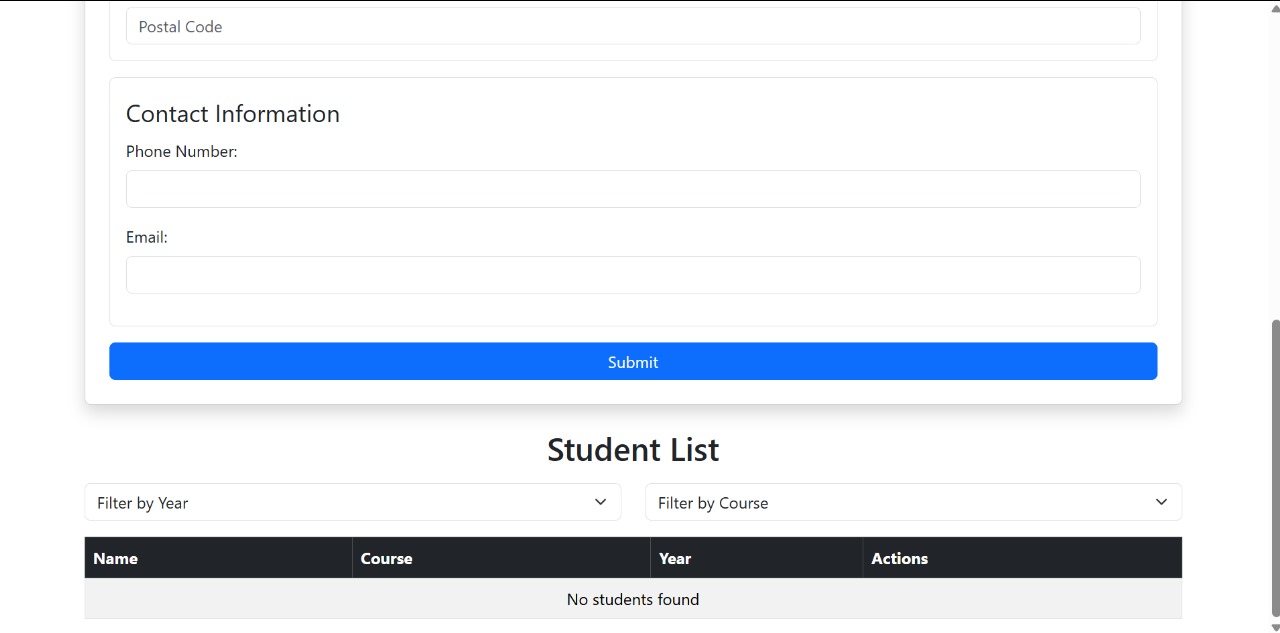 Postal Code
Contact Information
Phone Number:
Email:
Submit
Student List
Filter by Year
Filter by Course
Name Course Year Actions
No students found